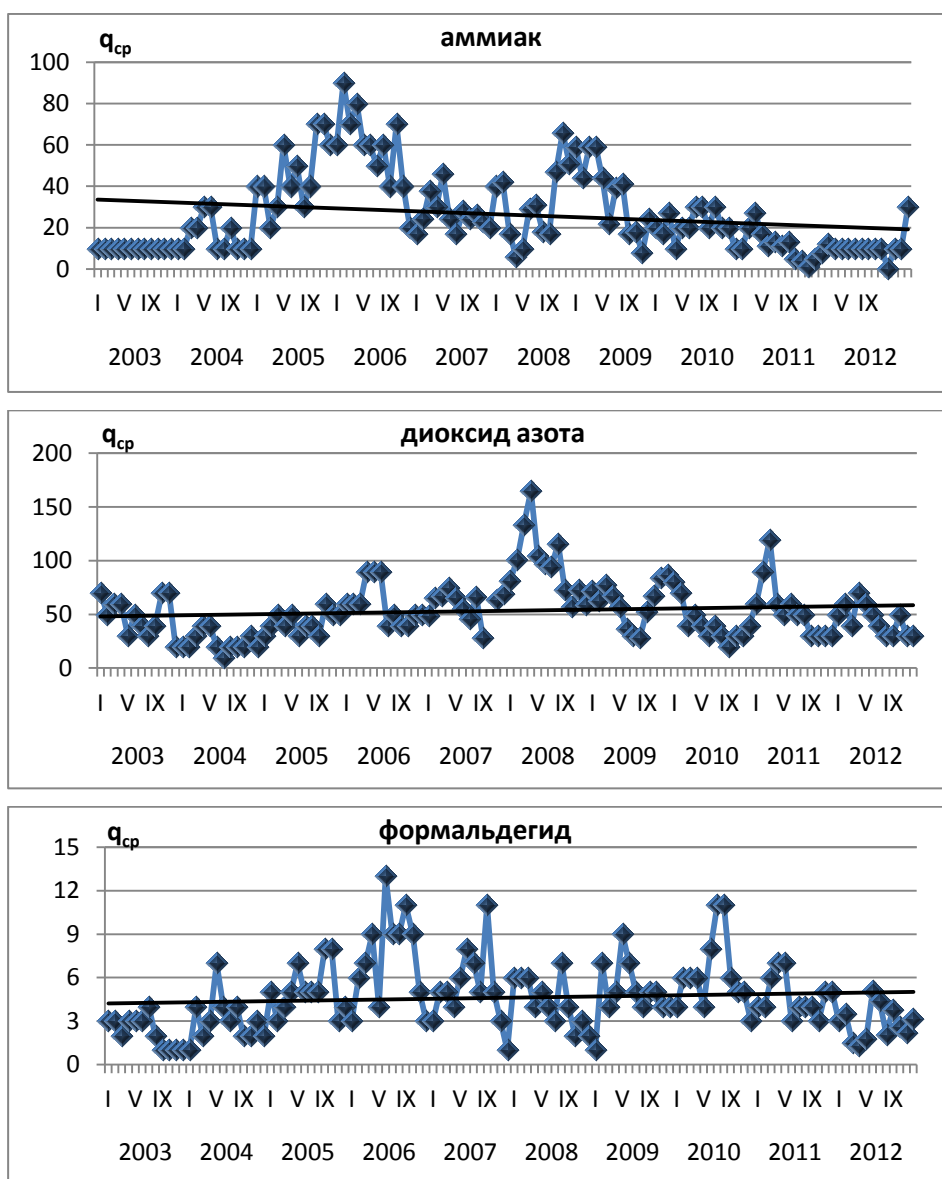 qср аммиак
100
80
60
40
20
0
I V IX I V IX I V IX I V IX I V IX I V IX I V IX I V IX I V IX I V IX
2003 2004 2005 2006 2007 2008 2009 2010 2011 2012
qср диоксид азота
200
150
100
50
0
I V IX I V IX I V IX I V IX I V IX I V IX I V IX I V IX I V IX I V IX
2003 2004 2005 2006 2007 2008 2009 2010 2011 2012
qср формальдегид
15
12
9
6
3
0
I V IX I V IX I V IX I V IX I V IX I V IX I V IX I V IX I V IX I V IX
2003 2004 2005 2006 2007 2008 2009 2010 2011 2012